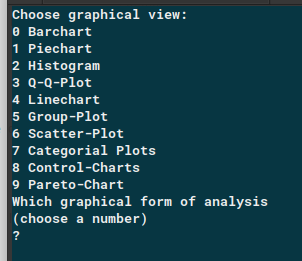 Choose graphical view:
0 Barchart
1 Piechart
2 Histogram
3 Q-Q-Plot
4 Linechart
5 Group-Plot
6 Scatter-Plot
7 Categorial Plots
8 Control-Charts
9 Pareto-Chart
Which graphical form of analysis
(choose a number)
?